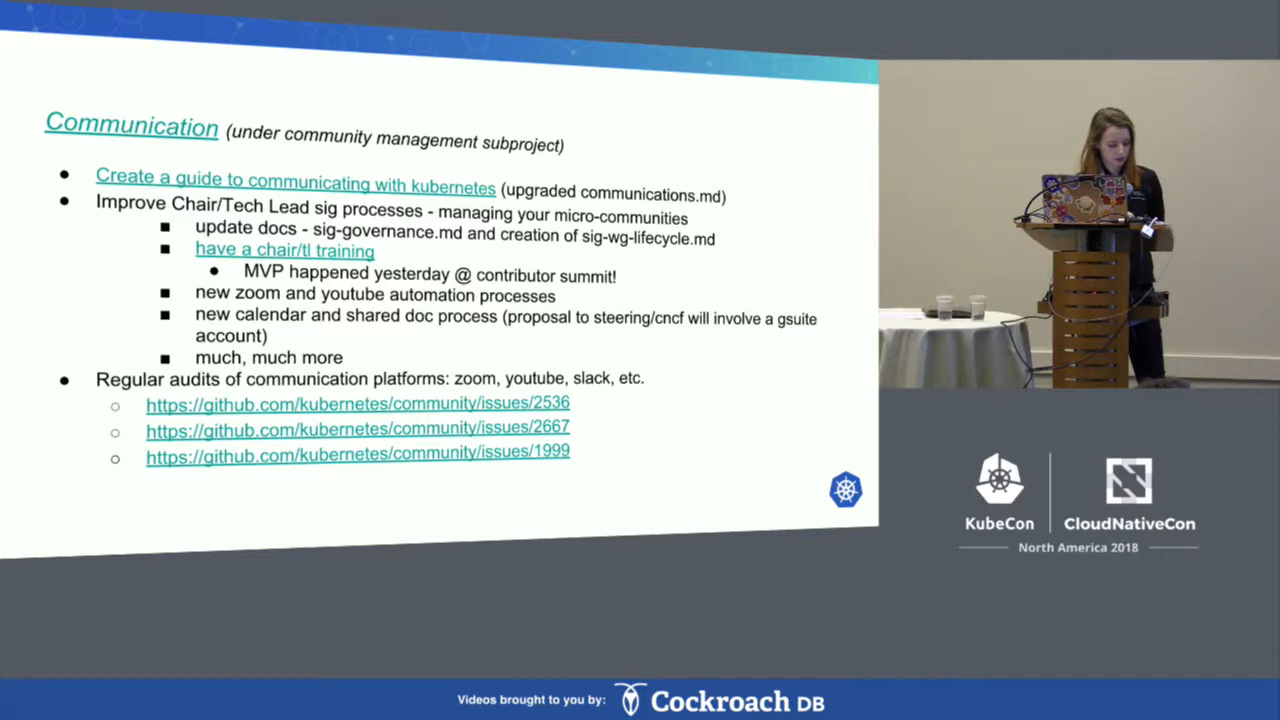 Communication (under community management subproject)
Create a guide to communicating with kubernetes (upgraded communications.md)
Improve Chair/Tech Lead sig processes - managing your micro-communities
update docs - sig-governance.md and creation of sig-wg-lifecycle.md
have a chair/tl training
MVP happened yesterday @ contributor summit!
new zoom and youtube automation processes
new calendar and shared doc process (proposal to steering/cncf will involve a gsuite
account)
much, much more
Regular audits of communication platforms: zoom, youtube, slack, etc.
https://github.com/kubernetes/community/issues/2536
https://github.com/kubernetes/community/issues/2667
https://github.com/kubernetes/community/issues/1999
KubeCon
CloudNativeCon
North America 2018
Videos brought to you by:
Cockroach DB